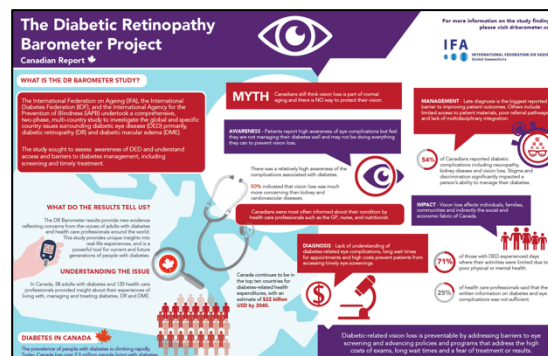 The Diabetic Retinopathy
Barometer Project
Canadian Report
For more information on the study findings
please visit drbarometer.co
IFA
INTERNATIONAL FEDERATION ON AGEING
Global Connections
WHAT IS THE DR BAROMETER STUDY?
The International Federation on Ageing (IFA), the International
Diabetes Federation (IDF), and the International Agency for the
Prevention of Blindness (IAPB) undertook a comprehensive,
two-phase, multi-country study to investigate the global and specific
country issues surrounding diabetic eye disease (DED) primarily,
diabetic retinopathy (DR) and diabetic macular edema (DME).
The study sought to assess awareness of DED and understand
access and barriers to diabetes management, including
screening and timely treatment.
WHAT DO THE RESULTS TELL US?
The DR Barometer results provide new evidence
reflecting concerns from the voices of adults with diabetes
and health care professionals around the world.
This study provides unique insights into
real life experiences, and is a
powerful tool for current and future
generations of people with diabetes.
UNDERSTANDING THE ISSUE
In Canada, 58 adults with diabetes and 120 health care
professionals provided insight about their experiences of
living with, managing and treating diabetes, DR and DME.
DIABETES IN CANADA
The prevalence of people with diabetes is climbing rapidly.
MYTH
Canadians still think vision loss is part of normal
aging and there is NO way to protect their vision.
AWARENESS - Patients report high awareness of eye complications but feel
they are not managing their diabetes well and may not be doing everything
they can to prevent vision loss.
There was a relatively high awareness of the
complications associated with diabetes.
50% indicated that vision loss was much
more concerning than kidney and
cardiovascular diseases.
Canadians were most often informed about their condition by
health care professionals such as the GP, nurse, and nutritionist.
DIAGNOSIS - Lack of understanding of
diabetes-related eye complications, long wait times
for appointments and high costs prevent patients from
accessing timely eye screenings.
Canada continues to be in
the top ten countries for
diabetes-related health
expenditures, with an
estimate of $22 billion
USD by 2040.
$
MANAGEMENT - Late diagnosis is the biggest reported
barrier to improving patient outcomes. Others include
limited access to patient materials, poor referral pathways
and lack of multidisciplinary integration.
54%
of Canadians reported diabetic
complications including neuropathy,
kidney disease and vision loss. Stigma and
discrimination significantly impacted a
person's ability to manage their diabetes.
IMPACT - Vision loss affects individuals, families,
communities and indirectly the social and
economic fabric of Canada.
71%
of those with DED experienced days
where their activities were limited due to
poor physical or mental health.
25%
of health care professionals said that the
written information on diabetes and eye
complications was not sufficient.
Diabetic-related vision loss is preventable by addressing barriers to eye
screening and advancing policies and programs that address the high
costs of exams, long wait times and a fear of treatment or results.